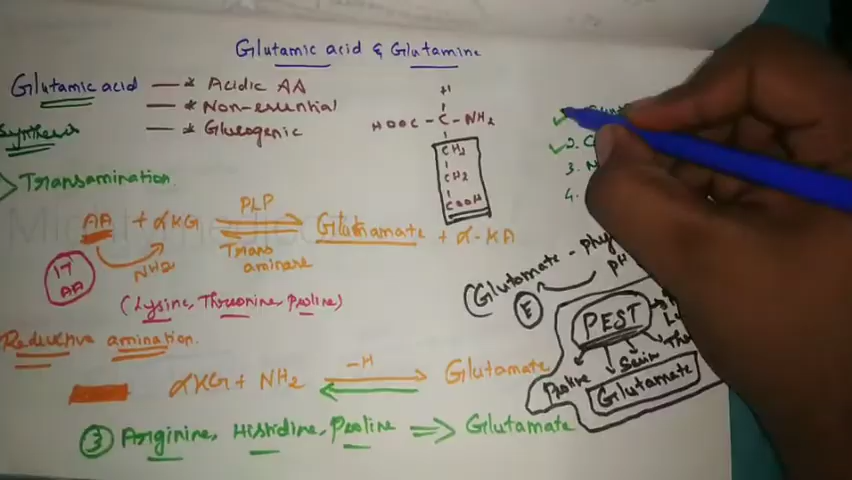 Glutamic acid & Glutamine
Glutamic acid — * Acidic AA
— * Non-essential
— * Glucogenic
H
HOOC - C - NH2
CH2
CH2
COOH
Synthesis
Transamination.
AA + αKG PLP Glutamate + α-KA
Trans
aminase
NH2
17
AA
(Lysine, Threonine, Proline)
Reductive amination.
αKG + NH2 -H Glutamate
3 Arginine, Histidine, Proline ⇒ Glutamate
2.
3.
4.
(Glutamate -
pH
E
PEST
Proline
Serin
Glutamate